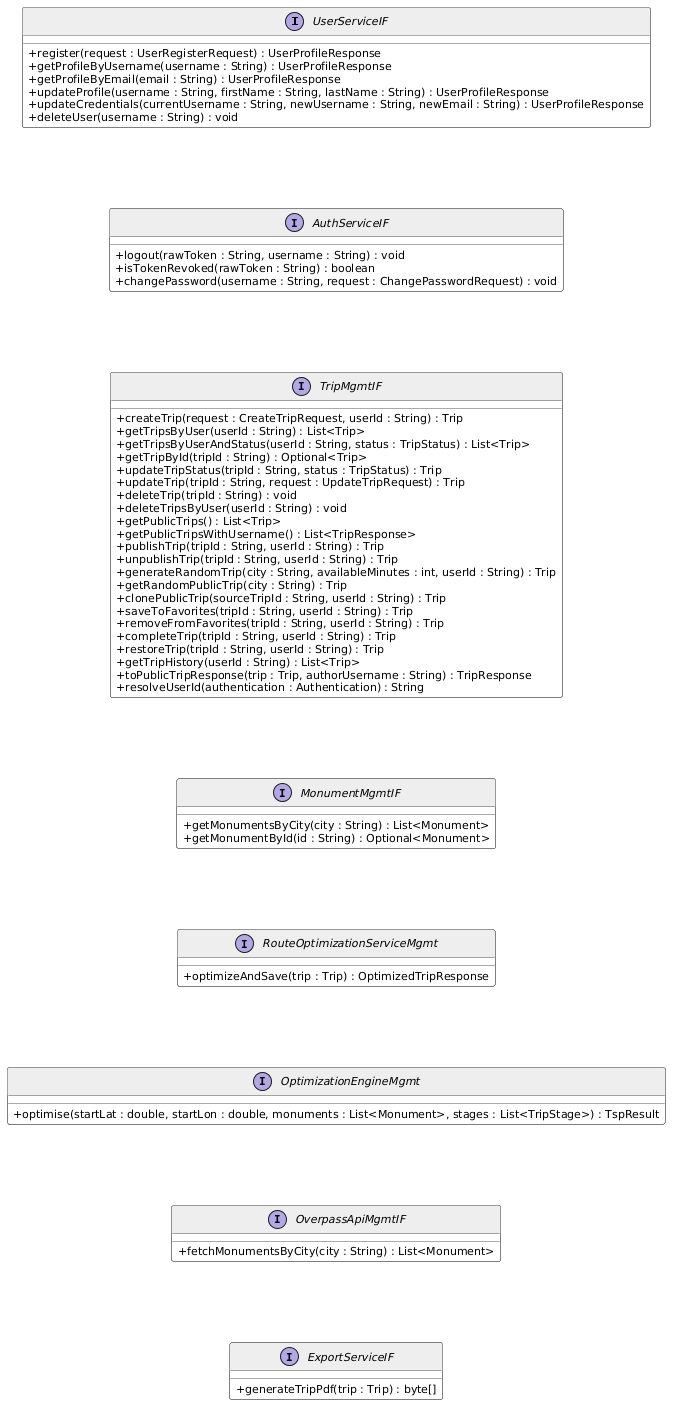 I UserServiceIF
+register(request : UserRegisterRequest) : UserProfileResponse
+getProfileByUsername(username : String) : UserProfileResponse
+getProfileByEmail(email : String) : UserProfileResponse
+updateProfile(username : String, firstName : String, lastName : String) : UserProfileResponse
+updateCredentials(currentUsername : String, newUsername : String, newEmail : String) : UserProfileResponse
+deleteUser(username : String) : void
I AuthServiceIF
+logout(rawToken : String, username : String) : void
+isTokenRevoked(rawToken : String) : boolean
+changePassword(username : String, request : ChangePasswordRequest) : void
I TripMgmtIF
+createTrip(request : CreateTripRequest, userId : String) : Trip
+getTripsByUser(userId : String) : List<Trip>
+getTripsByUserAndStatus(userId : String, status : TripStatus) : List<Trip>
+getTripById(tripId : String) : Optional<Trip>
+updateTripStatus(tripId : String, status : TripStatus) : Trip
+updateTrip(tripId : String, request : UpdateTripRequest) : Trip
+deleteTrip(tripId : String) : void
+deleteTripsByUser(userId : String) : void
+getPublicTrips() : List<Trip>
+getPublicTripsWithUsername() : List<TripResponse>
+publishTrip(tripId : String, userId : String) : Trip
+unpublishTrip(tripId : String, userId : String) : Trip
+generateRandomTrip(city : String, availableMinutes : int, userId : String) : Trip
+getRandomPublicTrip(city : String) : Trip
+clonePublicTrip(sourceTripId : String, userId : String) : Trip
+saveToFavorites(tripId : String, userId : String) : Trip
+removeFromFavorites(tripId : String, userId : String) : Trip
+completeTrip(tripId : String, userId : String) : Trip
+restoreTrip(tripId : String, userId : String) : Trip
+getTripHistory(userId : String) : List<Trip>
+toPublicTripResponse(trip : Trip, authorUsername : String) : TripResponse
+resolveUserId(authentication : Authentication) : String
I MonumentMgmtIF
+getMonumentsByCity(city : String) : List<Monument>
+getMonumentById(id : String) : Optional<Monument>
I RouteOptimizationServiceMgmt
+optimizeAndSave(trip : Trip) : OptimizedTripResponse
I OptimizationEngineMgmt
+optimise(startLat : double, startLon : double, monuments : List<Monument>, stages : List<TripStage>) : TspResult
I OverpassApiMgmtIF
+fetchMonumentsByCity(city : String) : List<Monument>
I ExportServiceIF
+generateTripPdf(trip : Trip) : byte[]